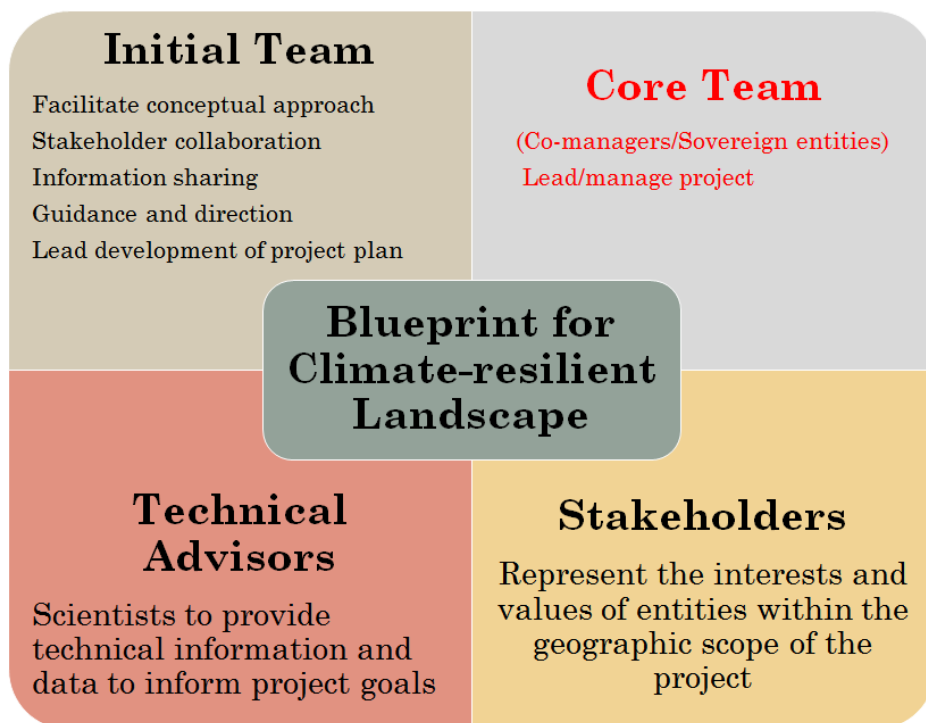 Initial Team
Facilitate conceptual approach
Stakeholder collaboration
Information sharing
Guidance and direction
Lead development of project plan
Core Team
(Co-managers/Sovereign entities)
Lead/manage project
Blueprint for
Climate-resilient
Landscape
Technical
Advisors
Scientists to provide
technical information and
data to inform project goals
Stakeholders
Represent the interests and
values of entities within the
geographic scope of the
project